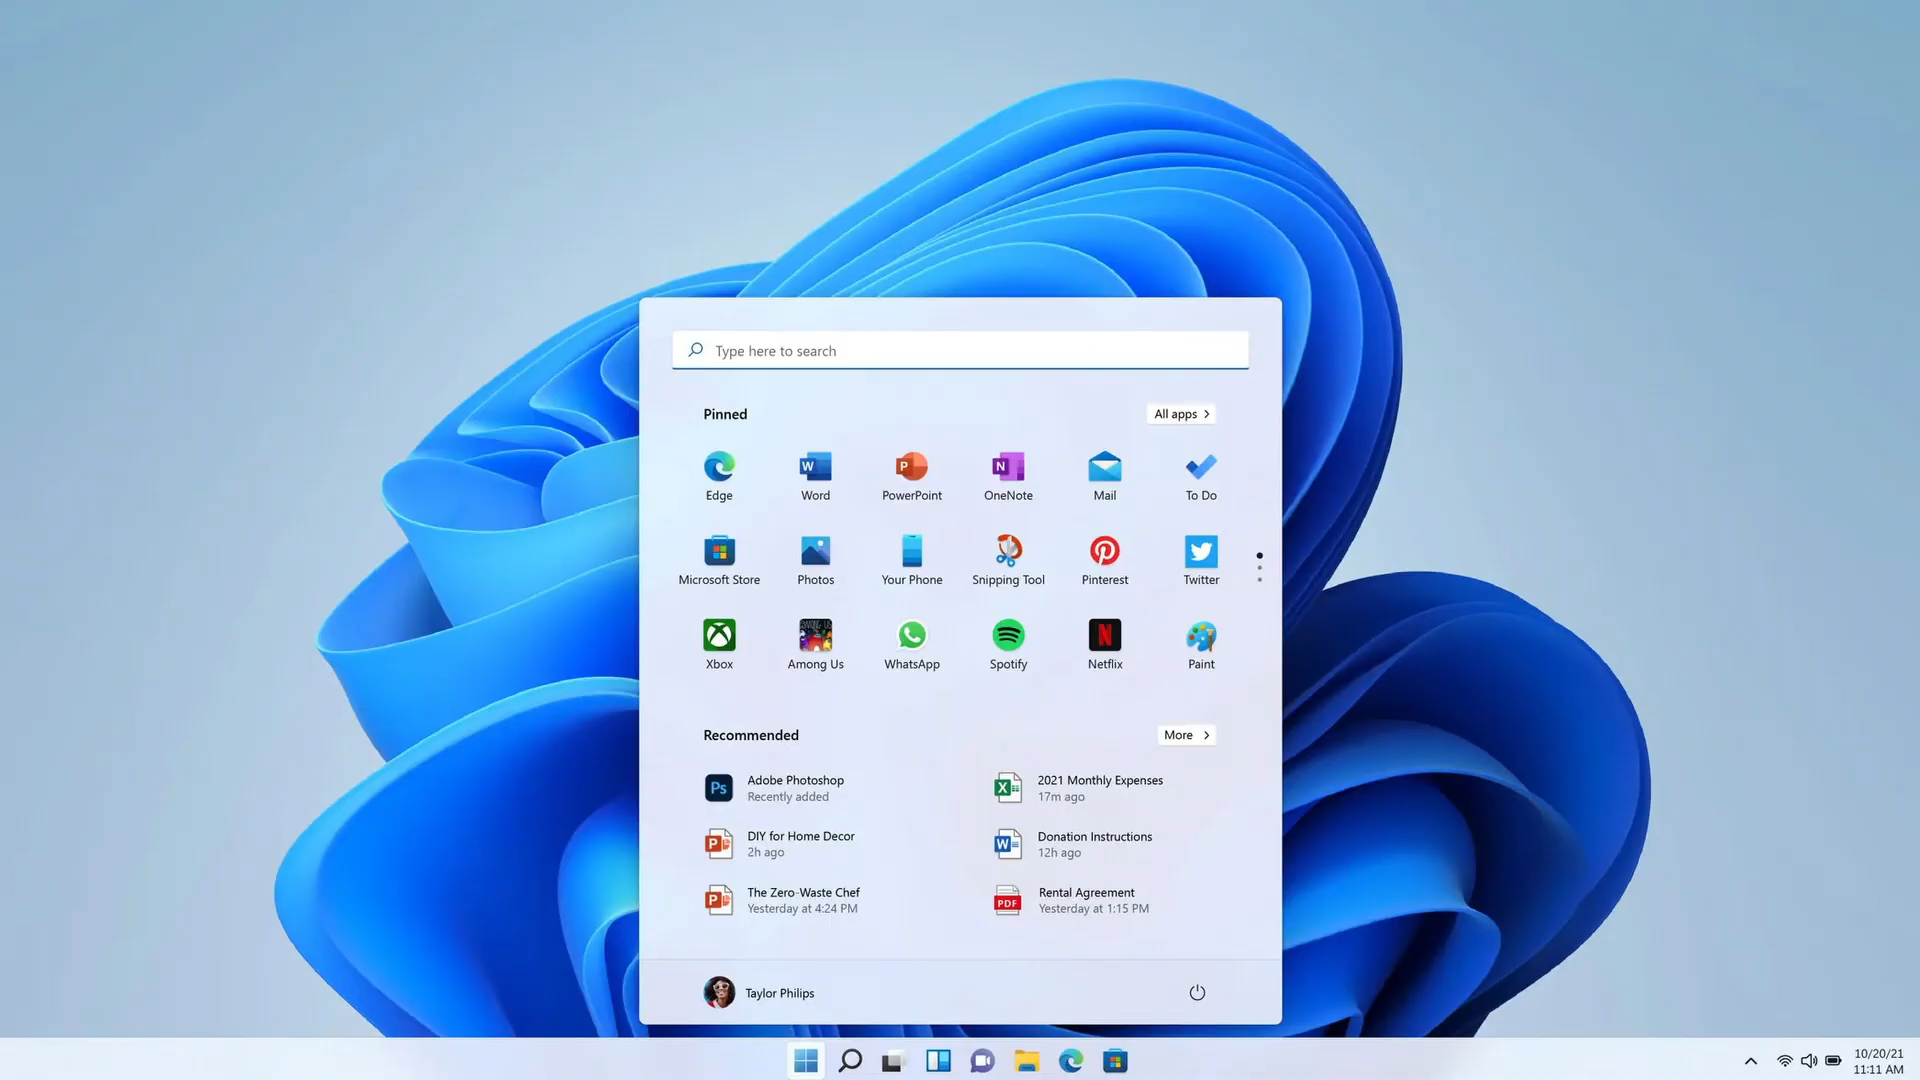 Type here to search
Pinned
All apps
Edge
Word
PowerPoint
OneNote
Mail
To Do
Microsoft Store
Photos
Your Phone
Snipping Tool
Pinterest
Twitter
Xbox
Among Us
WhatsApp
Spotify
Netflix
Paint
Recommended
More
Ps
Adobe Photoshop
Recently added
2021 Monthly Expenses
17m ago
DIY for Home Decor
2h ago
Donation Instructions
12h ago
The Zero-Waste Chef
Yesterday at 4:24 PM
PDF
Rental Agreement
Yesterday at 1:15 PM
Taylor Philips
10/20/21
11:11 AM